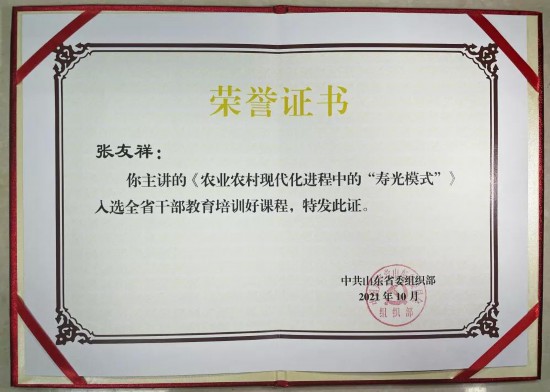 荣誉证书
张友祥：
你主讲的《农业农村现代化进程中的“寿光模式”》
入选全省干部教育培训好课程，特发此证。
中共山东省委组织部
2021年10月
组织部